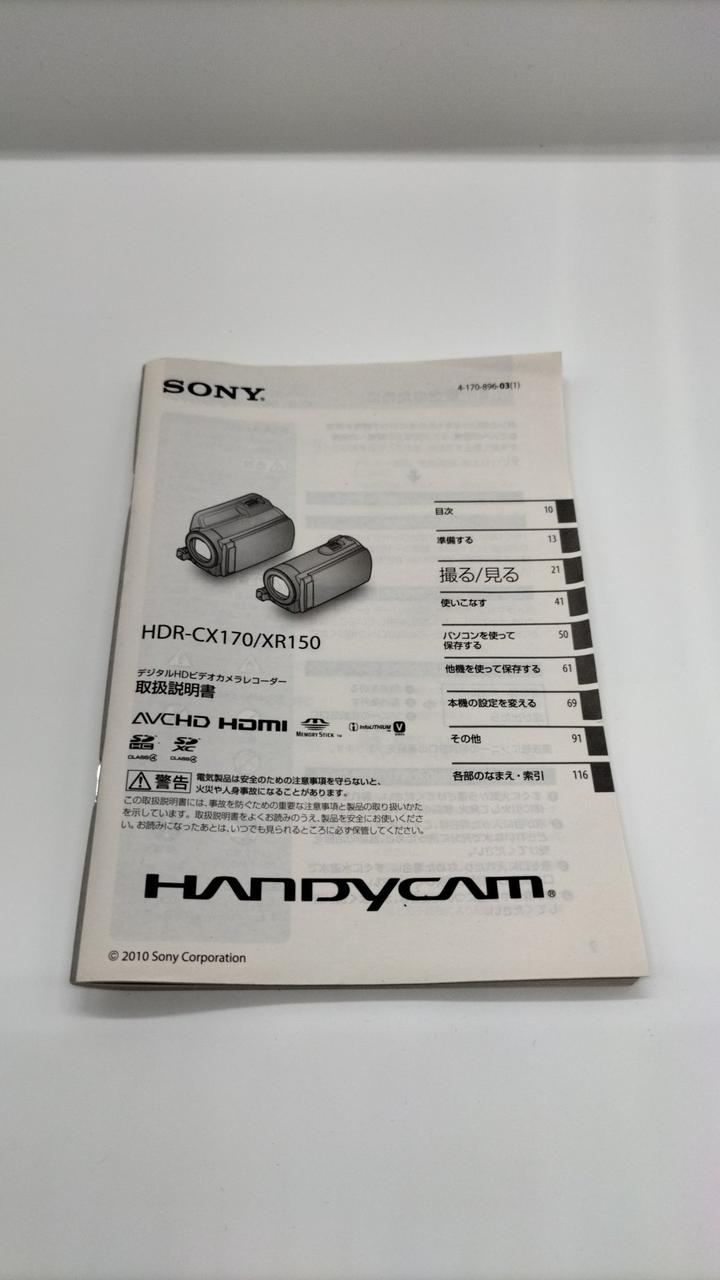 SONY®
4-170-896-03(1)
目次 10
準備する 13
撮る/見る 21
使いこなす 41
パソコンを使って
保存する 50
他機を使って保存する 61
本機の設定を変える 69
その他 91
各部のなまえ・索引 116
HDR-CX170/XR150
デジタルHDビデオカメラレコーダー
取扱説明書
AVCHD HDMI MEMORY STICK™ InfoLITHIUM V SERIES
SD HC CLASS4 SD XC CLASS4
警告 電気製品は安全のための注意事項を守らないと、
火災や人身事故になることがあります。
この取扱説明書には、事故を防ぐための重要な注意事項と製品の取り扱いかた
を示しています。取扱説明書をよくお読みのうえ、製品を安全にお使いくださ
い。お読みになったあとは、いつでも見られるところに必ず保管してください。
HANDYCAM®
© 2010 Sony Corporation